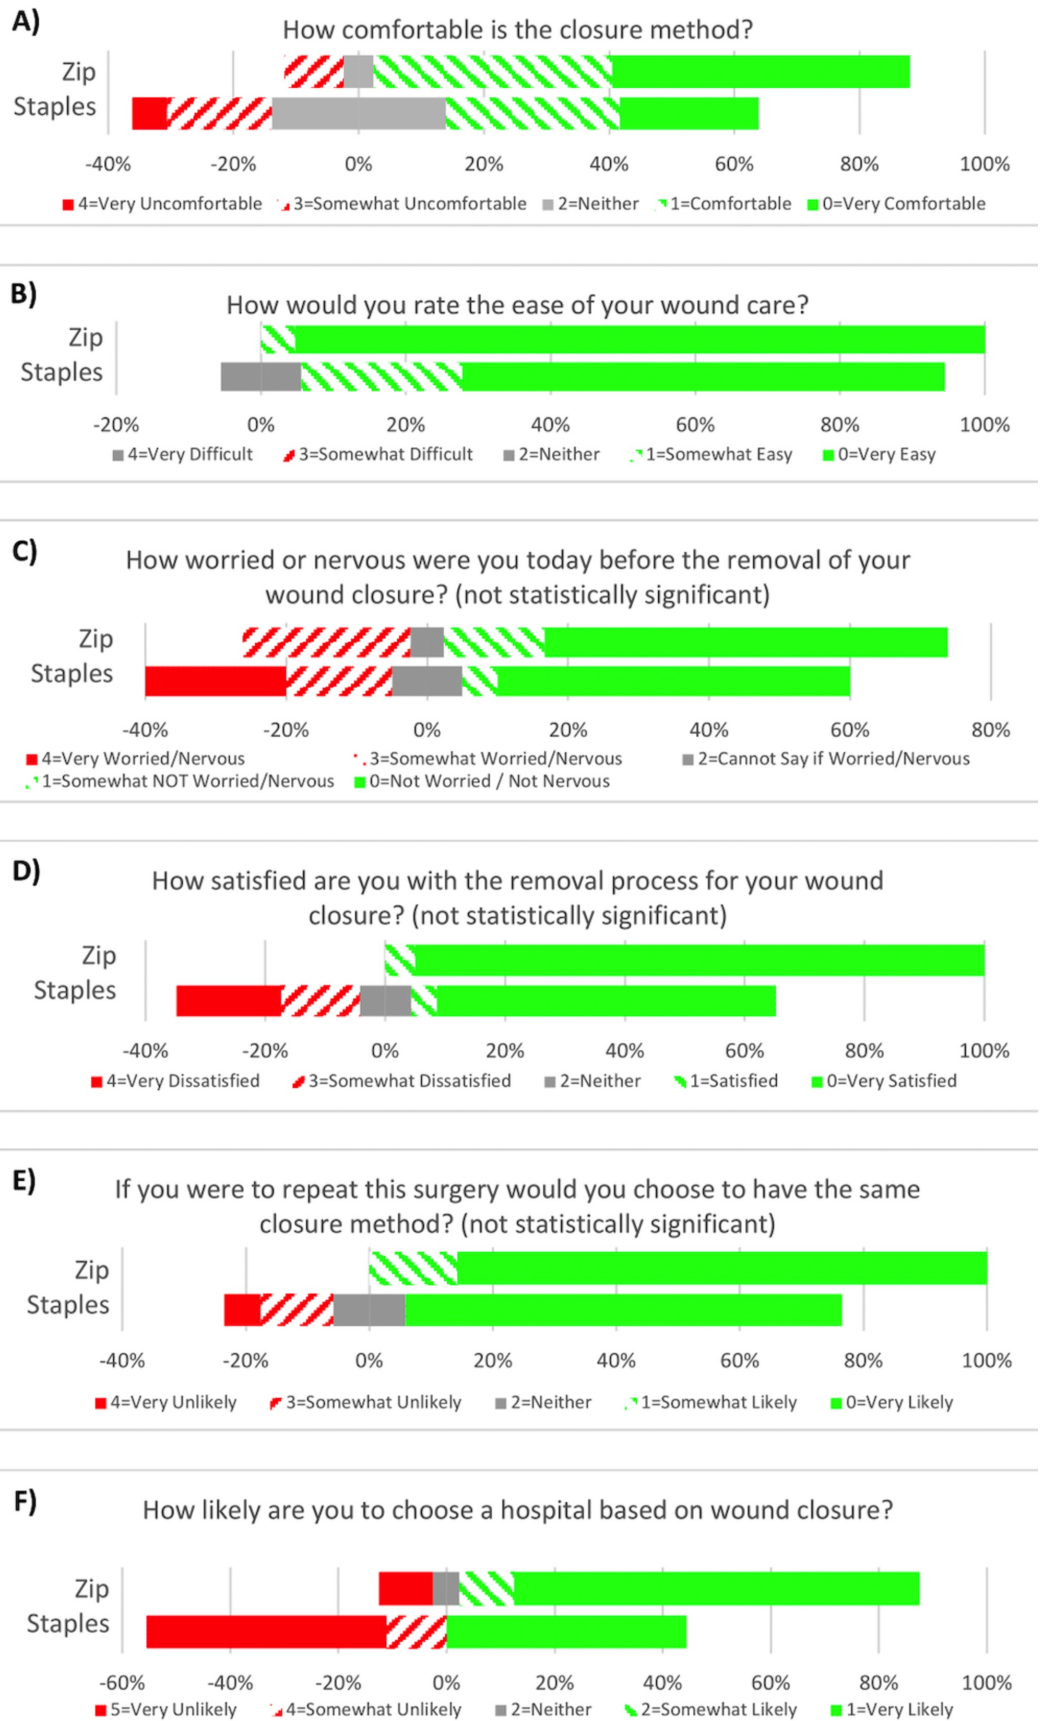 A)
How comfortable is the closure method?
Zip
Staples
-40% -20% 0% 20% 40% 60% 80% 100%
4=Very Uncomfortable 3=Somewhat Uncomfortable 2=Neither 1=Comfortable 0=Very Comfortable
B)
How would you rate the ease of your wound care?
Zip
Staples
-20% 0% 20% 40% 60% 80% 100%
4=Very Difficult 3=Somewhat Difficult 2=Neither 1=Somewhat Easy 0=Very Easy
C)
How worried or nervous were you today before the removal of your
wound closure? (not statistically significant)
Zip
Staples
-40% -20% 0% 20% 40% 60% 80%
4=Very Worried/Nervous 3=Somewhat Worried/Nervous 2=Cannot Say if Worried/Nervous
1=Somewhat NOT Worried/Nervous 0=Not Worried / Not Nervous
D)
How satisfied are you with the removal process for your wound
closure? (not statistically significant)
Zip
Staples
-40% -20% 0% 20% 40% 60% 80% 100%
4=Very Dissatisfied 3=Somewhat Dissatisfied 2=Neither 1=Satisfied 0=Very Satisfied
E)
If you were to repeat this surgery would you choose to have the same
closure method? (not statistically significant)
Zip
Staples
-40% -20% 0% 20% 40% 60% 80% 100%
4=Very Unlikely 3=Somewhat Unlikely 2=Neither 1=Somewhat Likely 0=Very Likely
F)
How likely are you to choose a hospital based on wound closure?
Zip
Staples
-60% -40% -20% 0% 20% 40% 60% 80% 100%
5=Very Unlikely 4=Somewhat Unlikely 2=Neither 2=Somewhat Likely 1=Very Likely